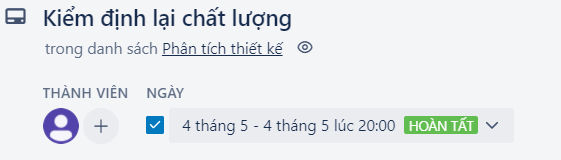 Kiểm định lại chất lượng
trong danh sách Phân tích thiết kế
THÀNH VIÊN NGÀY
4 tháng 5 - 4 tháng 5 lúc 20:00 HOÀN TẤT